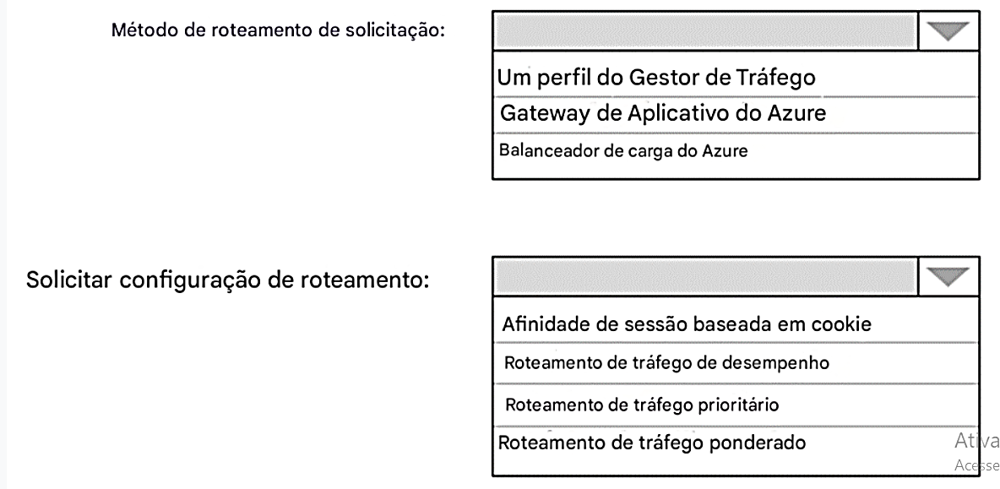 Método de roteamento de solicitação:
Um perfil do Gestor de Tráfego
Gateway de Aplicativo do Azure
Balanceador de carga do Azure
Solicitar configuração de roteamento:
Afinidade de sessão baseada em cookie
Roteamento de tráfego de desempenho
Roteamento de tráfego prioritário
Roteamento de tráfego ponderado
Ativa
Acesse